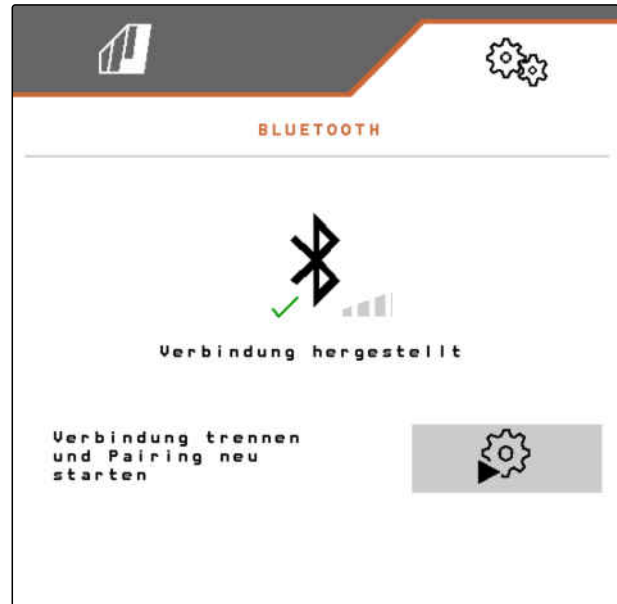 BLUETOOTH
Verbindung hergestellt
Verbindung trennen
und Pairing neu
starten